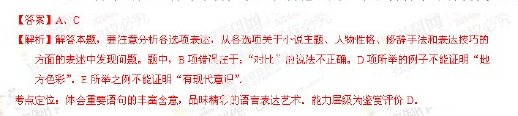 【答案】A、C
【解析】解答本题，要注意分析各选项表述，从各选项关于小说主题、人物性格、修辞手法和表达技巧的
方面的表述中发现问题。题中，B项错误在于，“对比”的说法不正确。D项所举的例子不能证明“地
方色彩”。E所举之例不能证明“有现代意识”。
考点定位：体会重要语句的丰富含意，品味精彩的语言表达艺术。能力层级为鉴赏评价D。